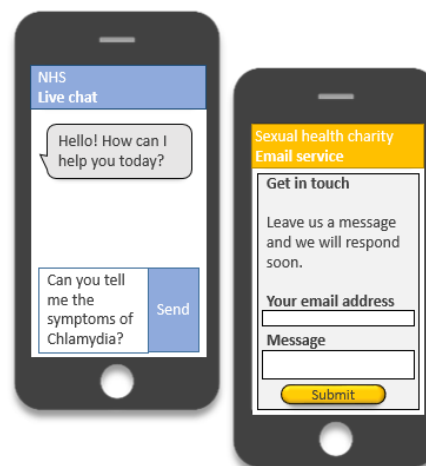 NHS
Live chat
Hello! How can I
help you today?
Can you tell
me the
symptoms of
Chlamydia?
Send
Sexual health charity
Email service
Get in touch
Leave us a message
and we will respond
soon.
Your email address
Message
Submit